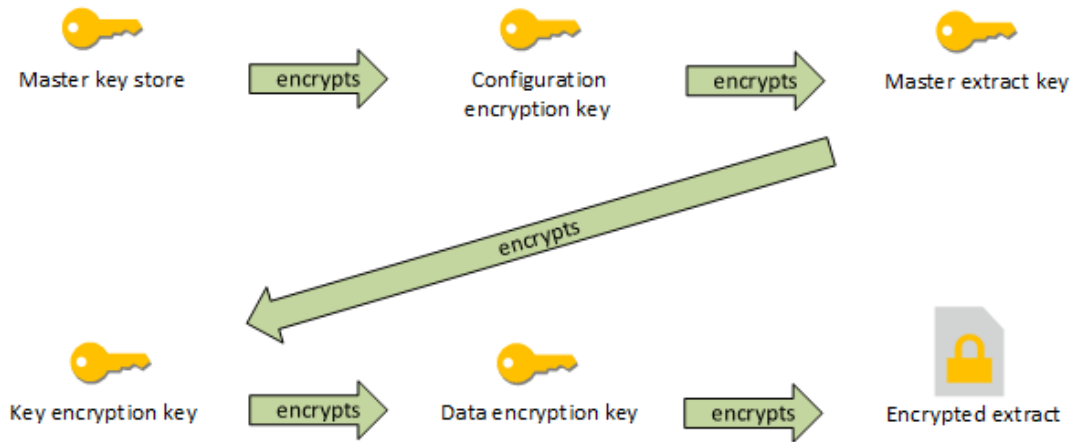 Master key store
encrypts
Configuration
encryption key
encrypts
Master extract key
encrypts
Key encryption key
encrypts
Data encryption key
encrypts
Encrypted extract